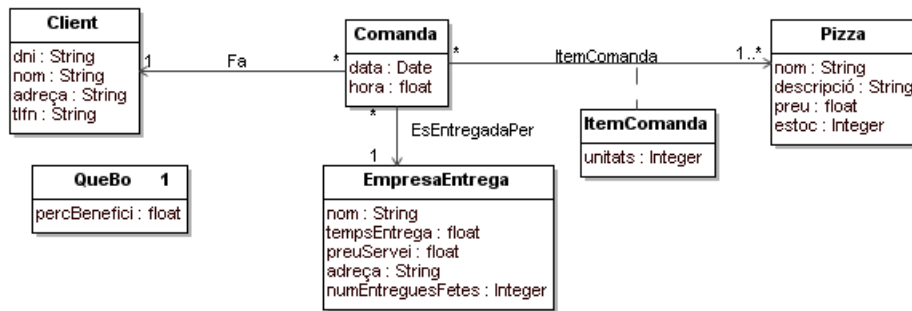 Client
dni : String
nom : String
adreça : String
tlfn : String
1
Fa
*
Comanda
data : Date
hora : float
*
ItemComanda
1..*
Pizza
nom : String
descripció : String
preu : float
estoc : Integer
ItemComanda
unitats : Integer
*
EsEntregadaPer
1
QueBo 1
percBenefici : float
EmpresaEntrega
nom : String
tempsEntrega : float
preuServei : float
adreça : String
numEntreguesFetes : Integer